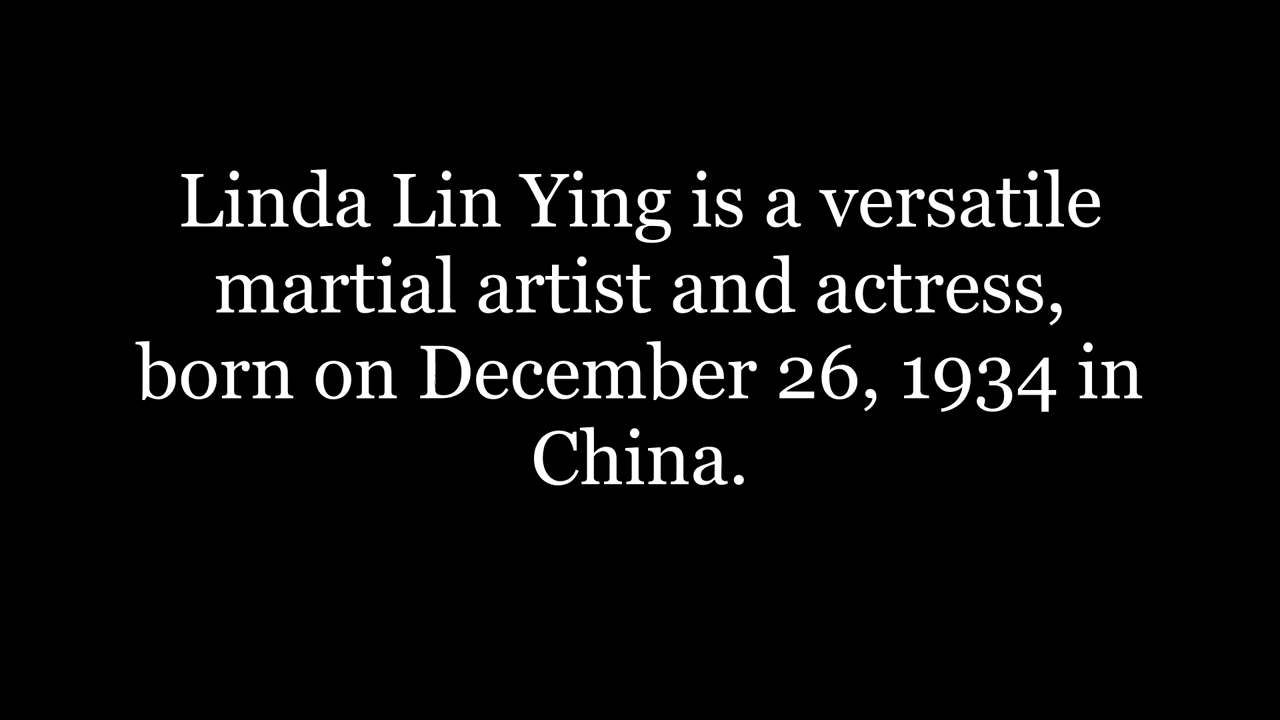 Linda Lin Ying is a versatile
martial artist and actress,
born on December 26, 1934 in
China.